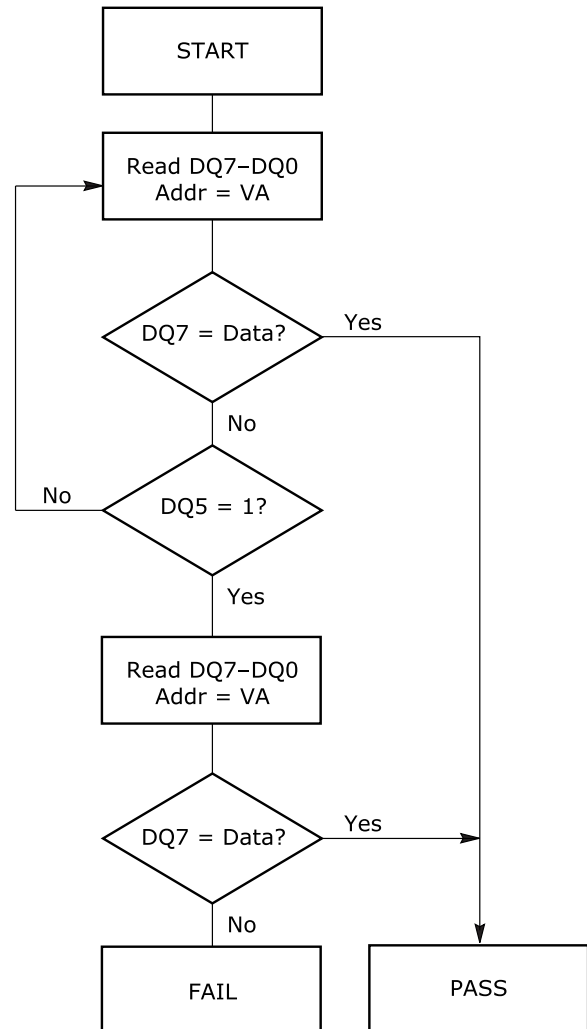 START
Read DQ7–DQ0
Addr = VA
DQ7 = Data?
Yes
No
DQ5 = 1?
No
Yes
Read DQ7–DQ0
Addr = VA
DQ7 = Data?
Yes
No
FAIL
PASS